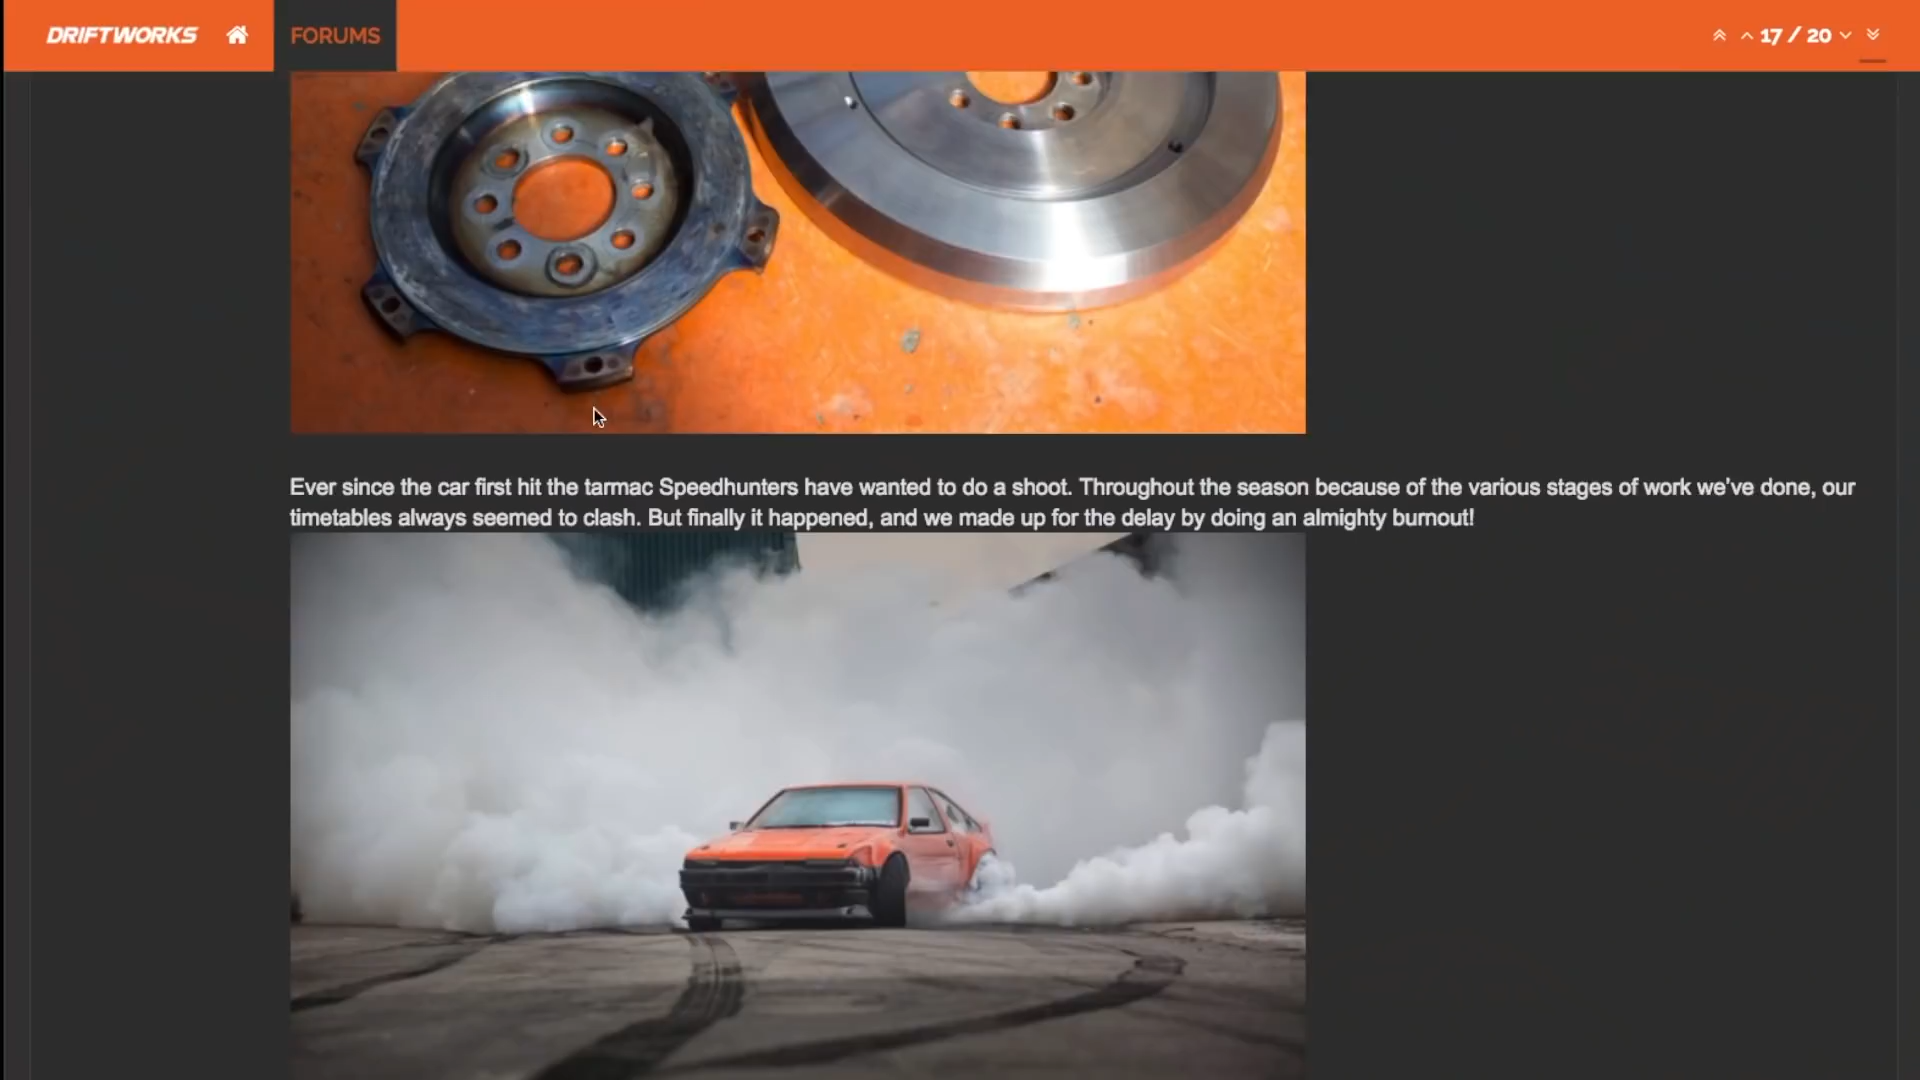 DRIFTWORKS
FORUMS
17 / 20
Ever since the car first hit the tarmac Speedhunters have wanted to do a shoot. Throughout the season because of the various stages of work we've done, our
timetables always seemed to clash. But finally it happened, and we made up for the delay by doing an almighty burnout!